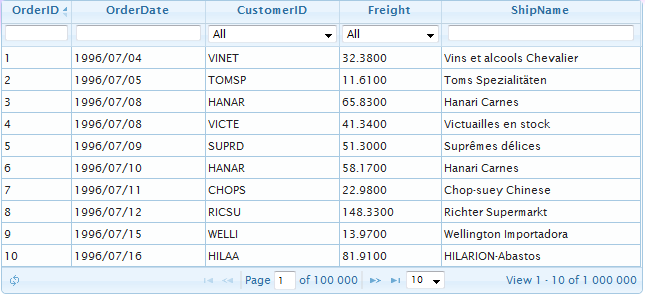 OrderID OrderDate CustomerID Freight ShipName
All All
1 1996/07/04 VINET 32.3800 Vins et alcools Chevalier
2 1996/07/05 TOMSP 11.6100 Toms Spezialitäten
3 1996/07/08 HANAR 65.8300 Hanari Carnes
4 1996/07/08 VICTE 41.3400 Victuailles en stock
5 1996/07/09 SUPRD 51.3000 Suprêmes délices
6 1996/07/10 HANAR 58.1700 Hanari Carnes
7 1996/07/11 CHOPS 22.9800 Chop-suey Chinese
8 1996/07/12 RICSU 148.3300 Richter Supermarkt
9 1996/07/15 WELLI 13.9700 Wellington Importadora
10 1996/07/16 HILAA 81.9100 HILARION-Abastos
Page 1 of 100 000 10 View 1 - 10 of 1 000 000